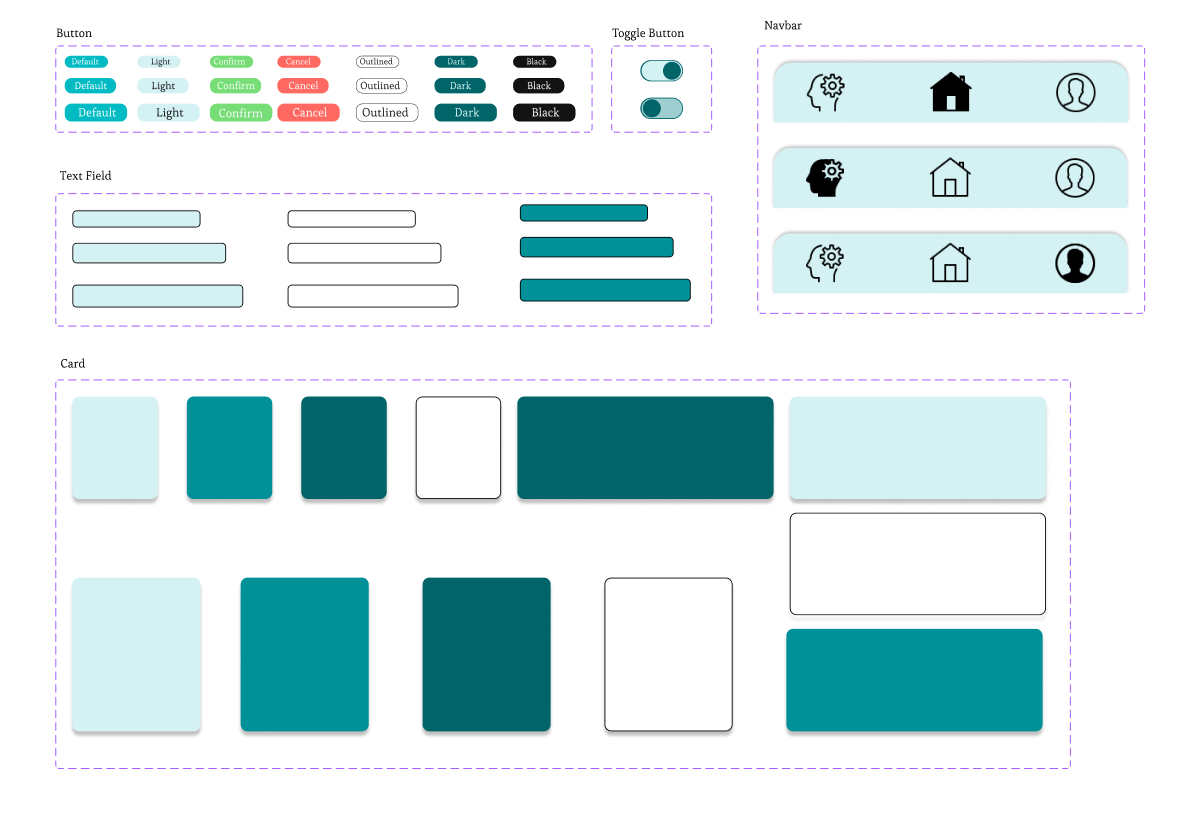 Button
Toggle Button
Navbar
Default Light Confirm Cancel Outlined Dark Black
Default Light Confirm Cancel Outlined Dark Black
Default Light Confirm Cancel Outlined Dark Black
Text Field
Card